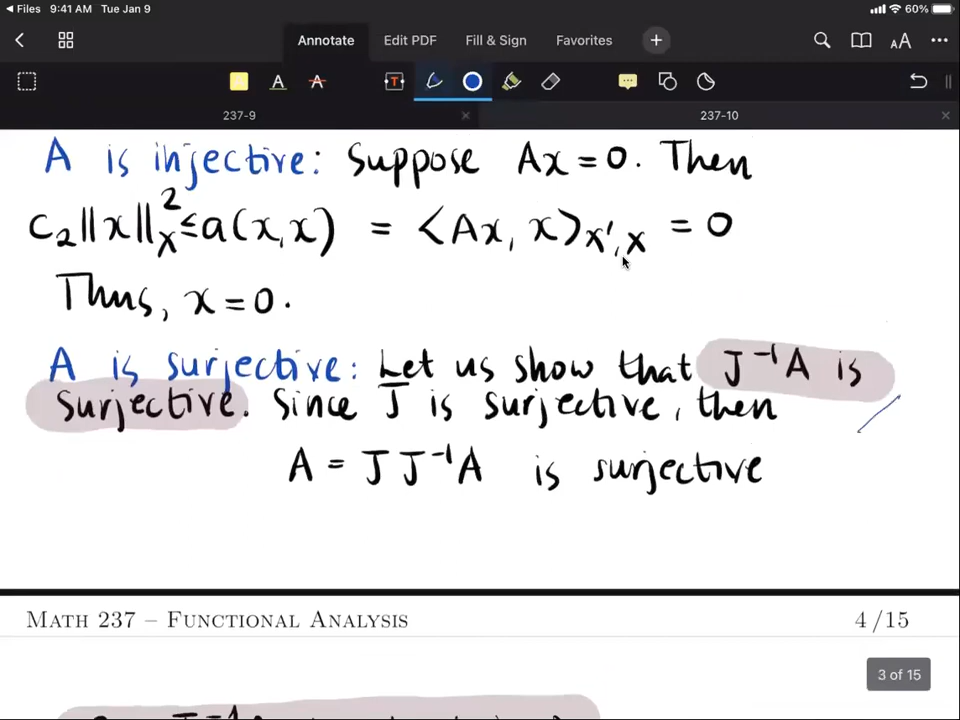 Files 9:41 AM Tue Jan 9 60%
Annotate Edit PDF Fill & Sign Favorites
237-9 237-10
A is injective: Suppose Ax = 0. Then
c₂||x||²_X ≤ a(x,x) = <Ax, x>_X',X = 0
Thus, x = 0.
A is surjective: Let us show that J⁻¹A is
surjective. Since J is surjective, then
A = J J⁻¹A is surjective
MATH 237 – FUNCTIONAL ANALYSIS 4/15
3 of 15